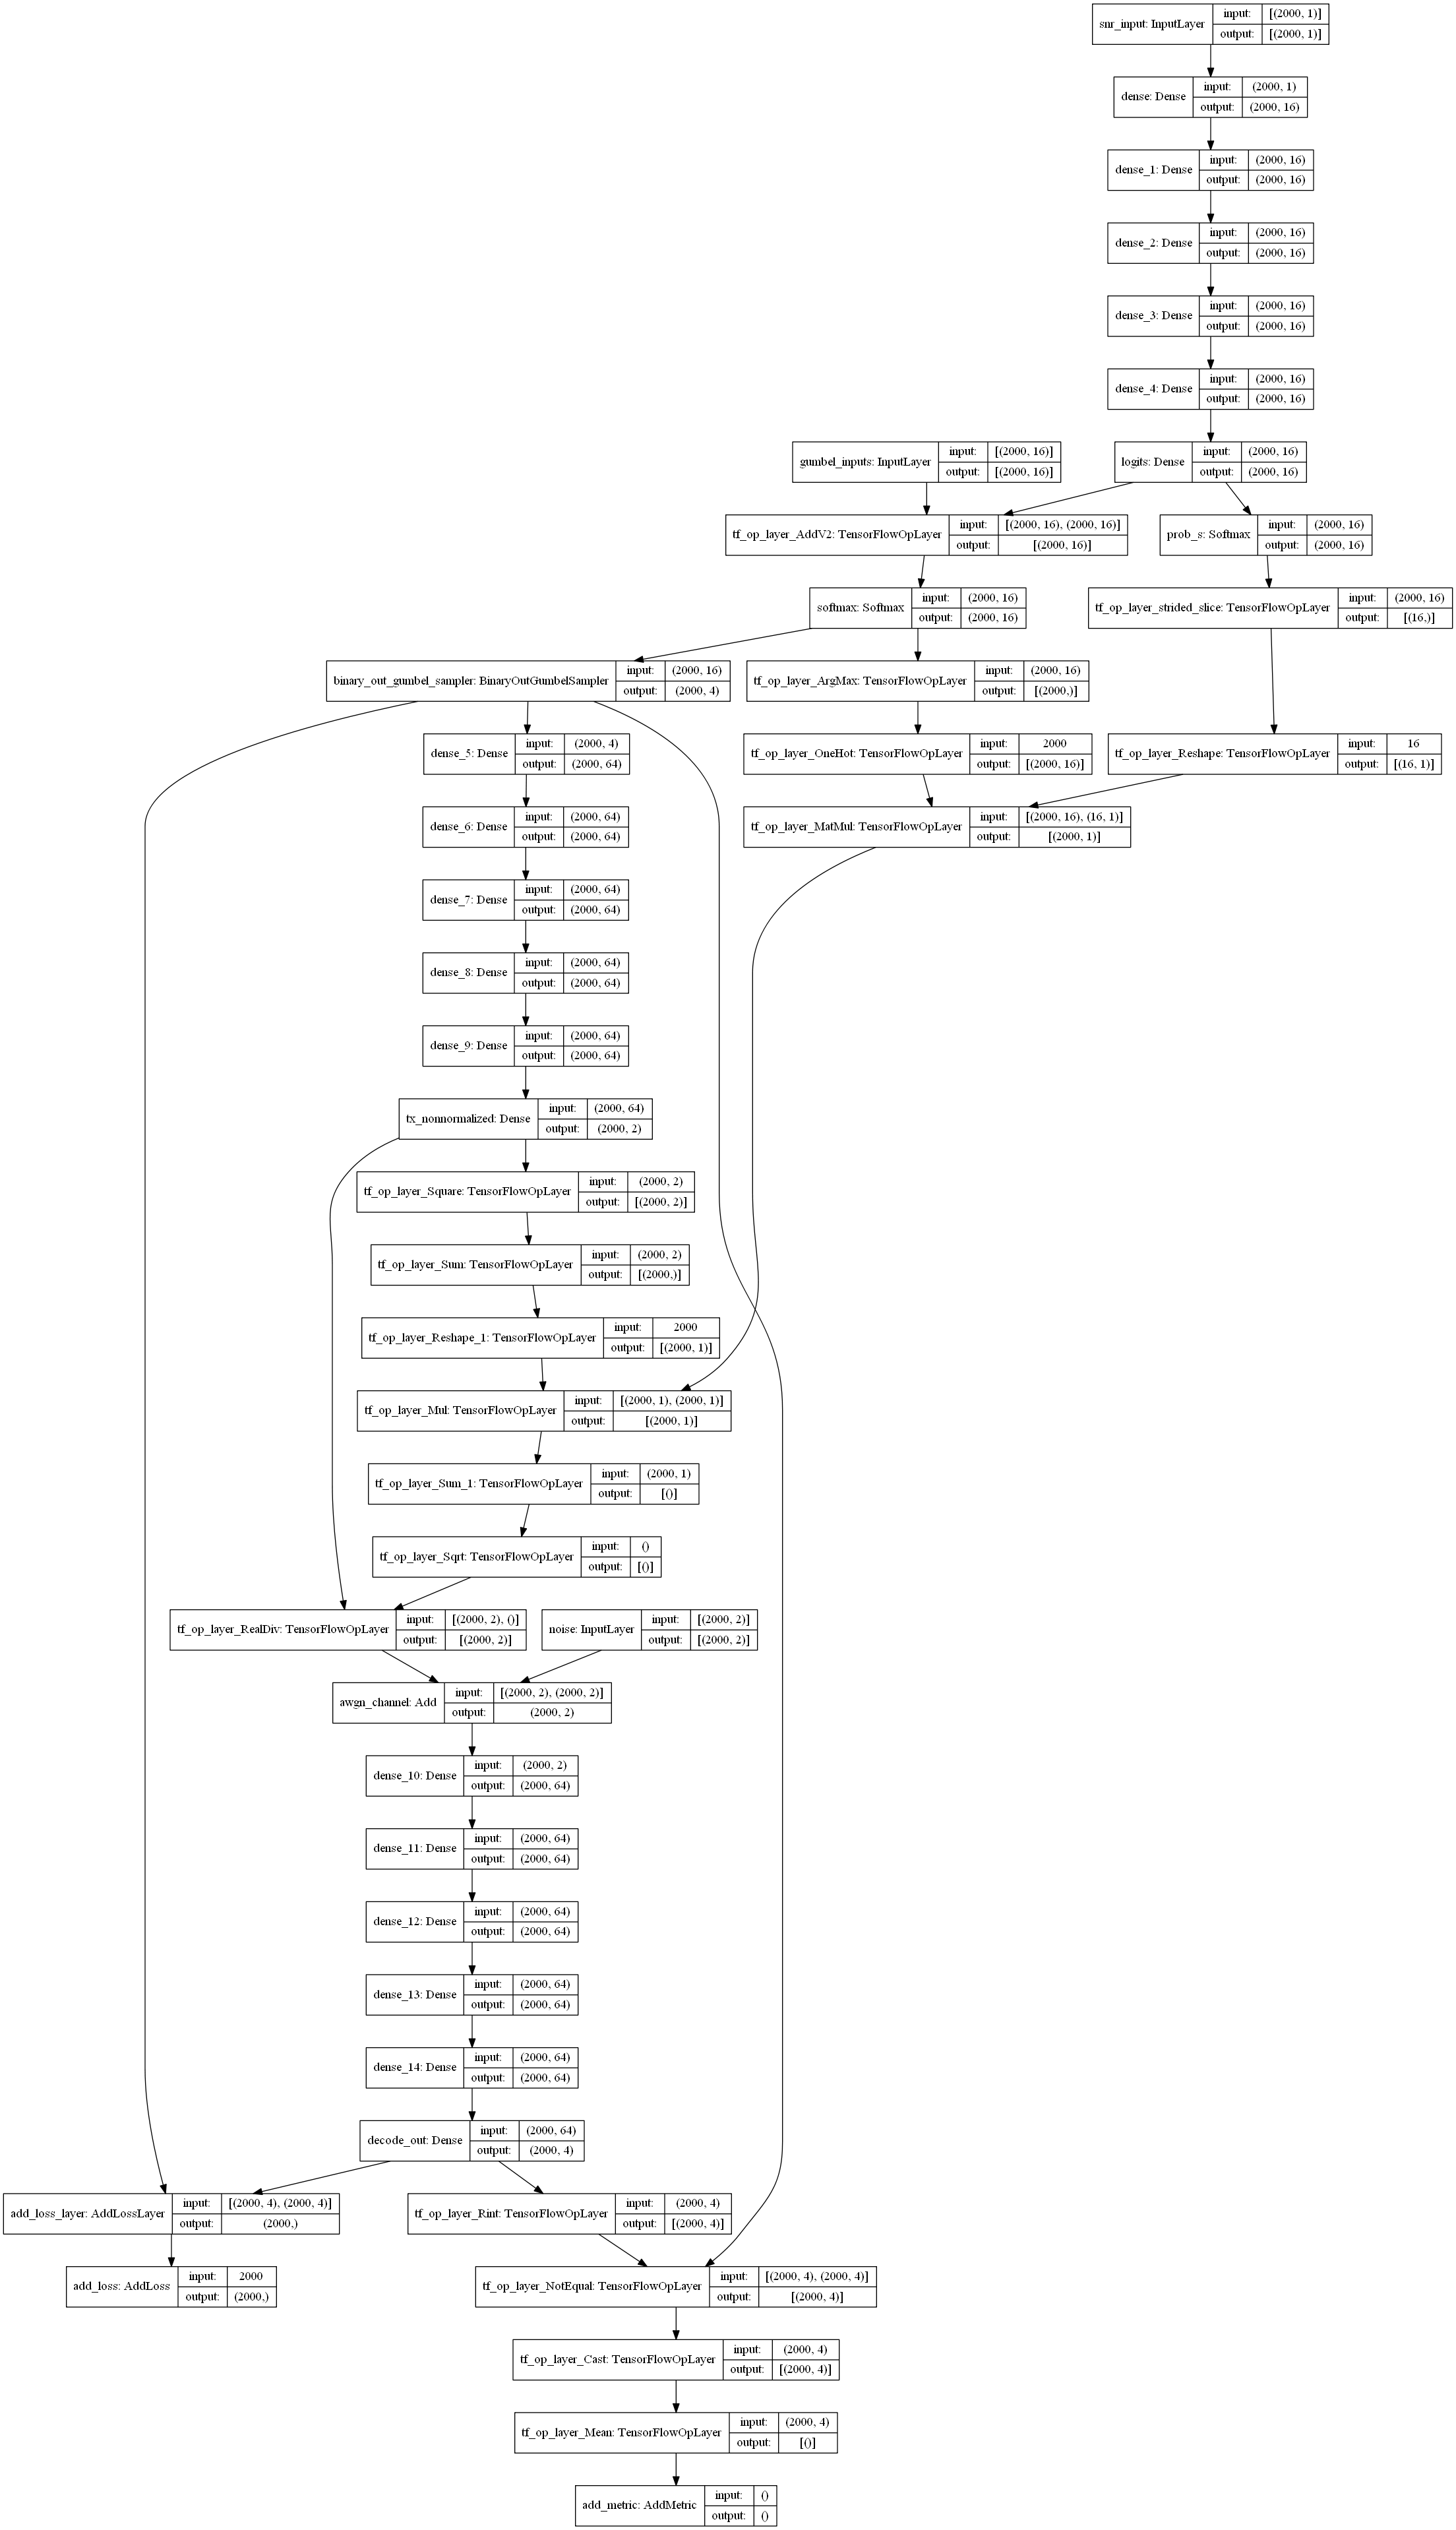 snr_input: InputLayer
input: [(2000, 1)]
output: [(2000, 1)]
dense: Dense
input: (2000, 1)
output: (2000, 16)
dense_1: Dense
input: (2000, 16)
output: (2000, 16)
dense_2: Dense
input: (2000, 16)
output: (2000, 16)
dense_3: Dense
input: (2000, 16)
output: (2000, 16)
dense_4: Dense
input: (2000, 16)
output: (2000, 16)
gumbel_inputs: InputLayer
input: [(2000, 16)]
output: [(2000, 16)]
logits: Dense
input: (2000, 16)
output: (2000, 16)
tf_op_layer_AddV2: TensorFlowOpLayer
input: [(2000, 16), (2000, 16)]
output: [(2000, 16)]
prob_s: Softmax
input: (2000, 16)
output: (2000, 16)
softmax: Softmax
input: (2000, 16)
output: (2000, 16)
tf_op_layer_strided_slice: TensorFlowOpLayer
input: (2000, 16)
output: [(16,)]
binary_out_gumbel_sampler: BinaryOutGumbelSampler
input: (2000, 16)
output: (2000, 4)
tf_op_layer_ArgMax: TensorFlowOpLayer
input: (2000, 16)
output: [(2000,)]
dense_5: Dense
input: (2000, 4)
output: (2000, 64)
tf_op_layer_OneHot: TensorFlowOpLayer
input: 2000
output: [(2000, 16)]
tf_op_layer_Reshape: TensorFlowOpLayer
input: 16
output: [(16, 1)]
dense_6: Dense
input: (2000, 64)
output: (2000, 64)
tf_op_layer_MatMul: TensorFlowOpLayer
input: [(2000, 16), (16, 1)]
output: [(2000, 1)]
dense_7: Dense
input: (2000, 64)
output: (2000, 64)
dense_8: Dense
input: (2000, 64)
output: (2000, 64)
dense_9: Dense
input: (2000, 64)
output: (2000, 64)
tx_nonnormalized: Dense
input: (2000, 64)
output: (2000, 2)
tf_op_layer_Square: TensorFlowOpLayer
input: (2000, 2)
output: [(2000, 2)]
tf_op_layer_Sum: TensorFlowOpLayer
input: (2000, 2)
output: [(2000,)]
tf_op_layer_Reshape_1: TensorFlowOpLayer
input: 2000
output: [(2000, 1)]
tf_op_layer_Mul: TensorFlowOpLayer
input: [(2000, 1), (2000, 1)]
output: [(2000, 1)]
tf_op_layer_Sum_1: TensorFlowOpLayer
input: (2000, 1)
output: [()]
tf_op_layer_Sqrt: TensorFlowOpLayer
input: ()
output: [()]
tf_op_layer_RealDiv: TensorFlowOpLayer
input: [(2000, 2), ()]
output: [(2000, 2)]
noise: InputLayer
input: [(2000, 2)]
output: [(2000, 2)]
awgn_channel: Add
input: [(2000, 2), (2000, 2)]
output: (2000, 2)
dense_10: Dense
input: (2000, 2)
output: (2000, 64)
dense_11: Dense
input: (2000, 64)
output: (2000, 64)
dense_12: Dense
input: (2000, 64)
output: (2000, 64)
dense_13: Dense
input: (2000, 64)
output: (2000, 64)
dense_14: Dense
input: (2000, 64)
output: (2000, 64)
decode_out: Dense
input: (2000, 64)
output: (2000, 4)
add_loss_layer: AddLossLayer
input: [(2000, 4), (2000, 4)]
output: (2000,)
tf_op_layer_Rint: TensorFlowOpLayer
input: (2000, 4)
output: [(2000, 4)]
add_loss: AddLoss
input: 2000
output: (2000,)
tf_op_layer_NotEqual: TensorFlowOpLayer
input: [(2000, 4), (2000, 4)]
output: [(2000, 4)]
tf_op_layer_Cast: TensorFlowOpLayer
input: (2000, 4)
output: [(2000, 4)]
tf_op_layer_Mean: TensorFlowOpLayer
input: (2000, 4)
output: [()]
add_metric: AddMetric
input: ()
output: ()